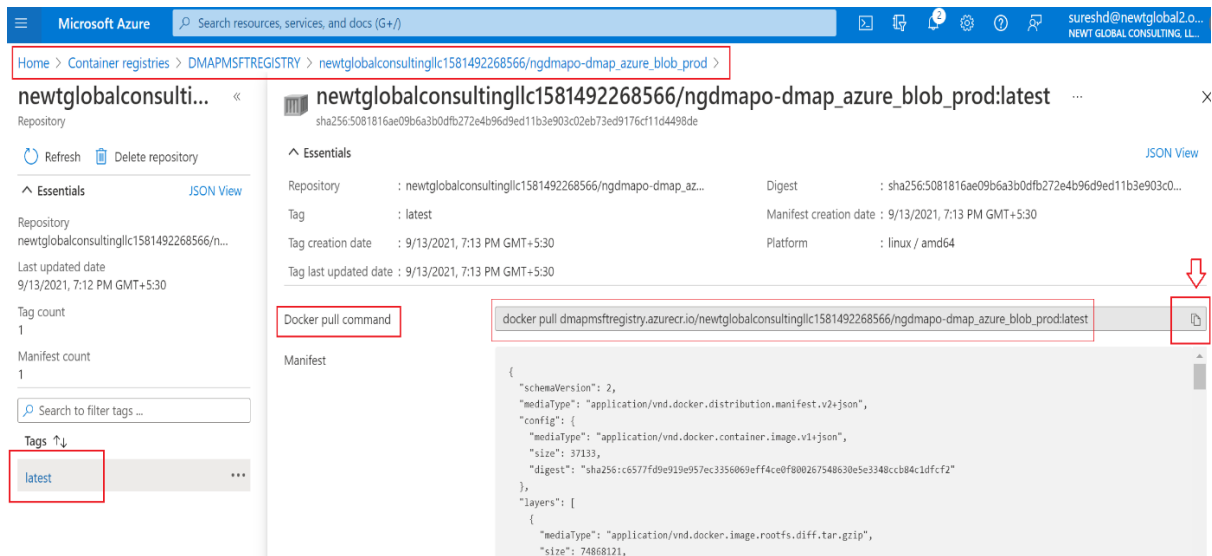 Microsoft Azure
Search resources, services, and docs (G+/)
2
sureshd@newtglobal2.o...
NEWT GLOBAL CONSULTING, LL...
Home > Container registries > DMAPMSFTREGISTRY > newtglobalconsultingllc1581492268566/ngdmapo-dmap_azure_blob_prod >
newtglobalconsulti... «
Repository
Refresh Delete repository
Essentials JSON View
Repository
newtglobalconsultingllc1581492268566/n...
Last updated date
9/13/2021, 7:12 PM GMT+5:30
Tag count
1
Manifest count
1
Search to filter tags ...
Tags ↑↓
latest ...
newtglobalconsultingllc1581492268566/ngdmapo-dmap_azure_blob_prod:latest ...
sha256:5081816ae09b6a3b0dfb272e4b96d9ed11b3e903c02eb73ed9176cf11d4498de
Essentials JSON View
Repository : newtglobalconsultingllc1581492268566/ngdmapo-dmap_az...
Tag : latest
Tag creation date : 9/13/2021, 7:13 PM GMT+5:30
Tag last updated date : 9/13/2021, 7:13 PM GMT+5:30
Digest : sha256:5081816ae09b6a3b0dfb272e4b96d9ed11b3e903c0...
Manifest creation date : 9/13/2021, 7:13 PM GMT+5:30
Platform : linux / amd64
Docker pull command docker pull dmapmsftregistry.azurecr.io/newtglobalconsultingllc1581492268566/ngdmapo-dmap_azure_blob_prod:latest
Manifest
{
"schemaVersion": 2,
"mediaType": "application/vnd.docker.distribution.manifest.v2+json",
"config": {
"mediaType": "application/vnd.docker.container.image.v1+json",
"size": 37133,
"digest": "sha256:c6577fd9e919e957ec3356069eff4ce0f800267548630e5e3348ccb84c1dfcf2"
},
"layers": [
{
"mediaType": "application/vnd.docker.image.rootfs.diff.tar.gzip",
"size": 74868121,